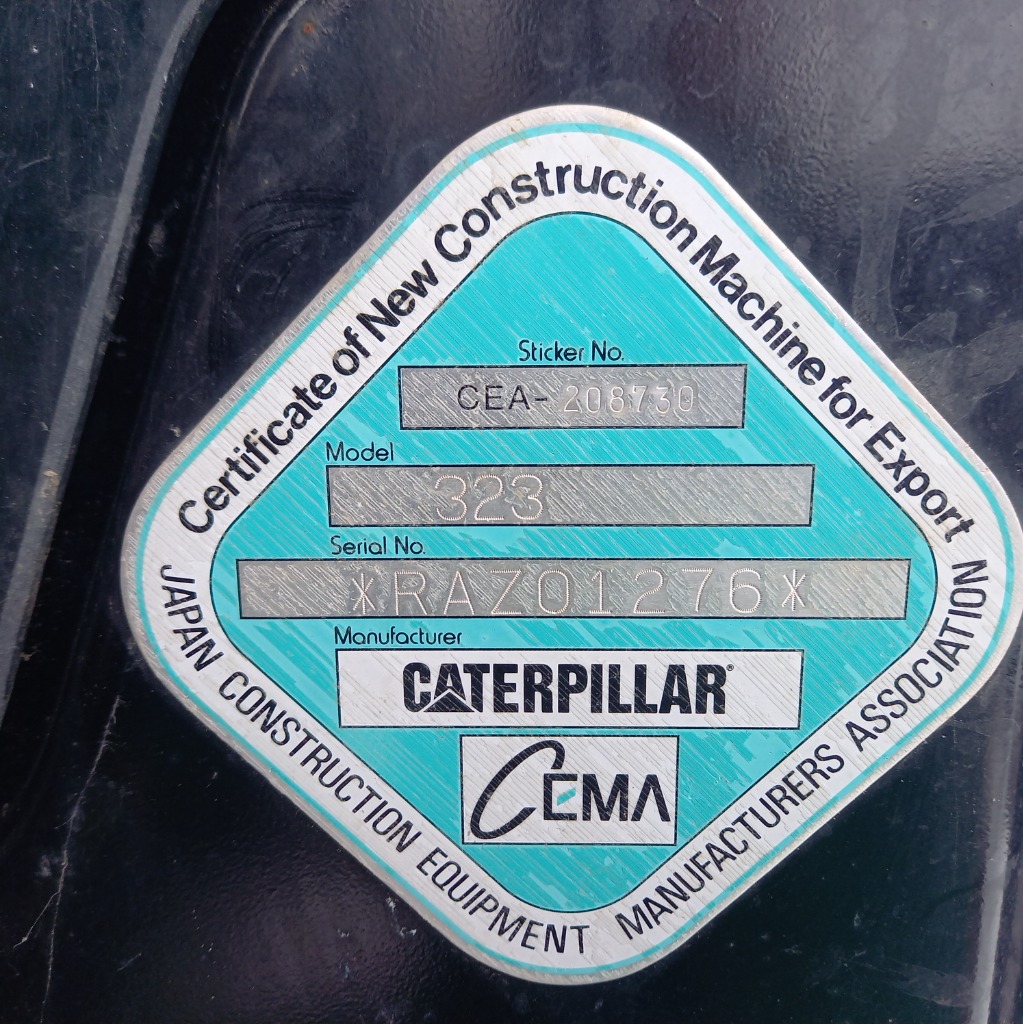 Certificate of New Construction Machine for Export
Sticker No.
CEA-208730
Model
323
Serial No.
*RAZ01276*
Manufacturer
CATERPILLAR®
CEMA
JAPAN CONSTRUCTION EQUIPMENT MANUFACTURERS ASSOCIATION